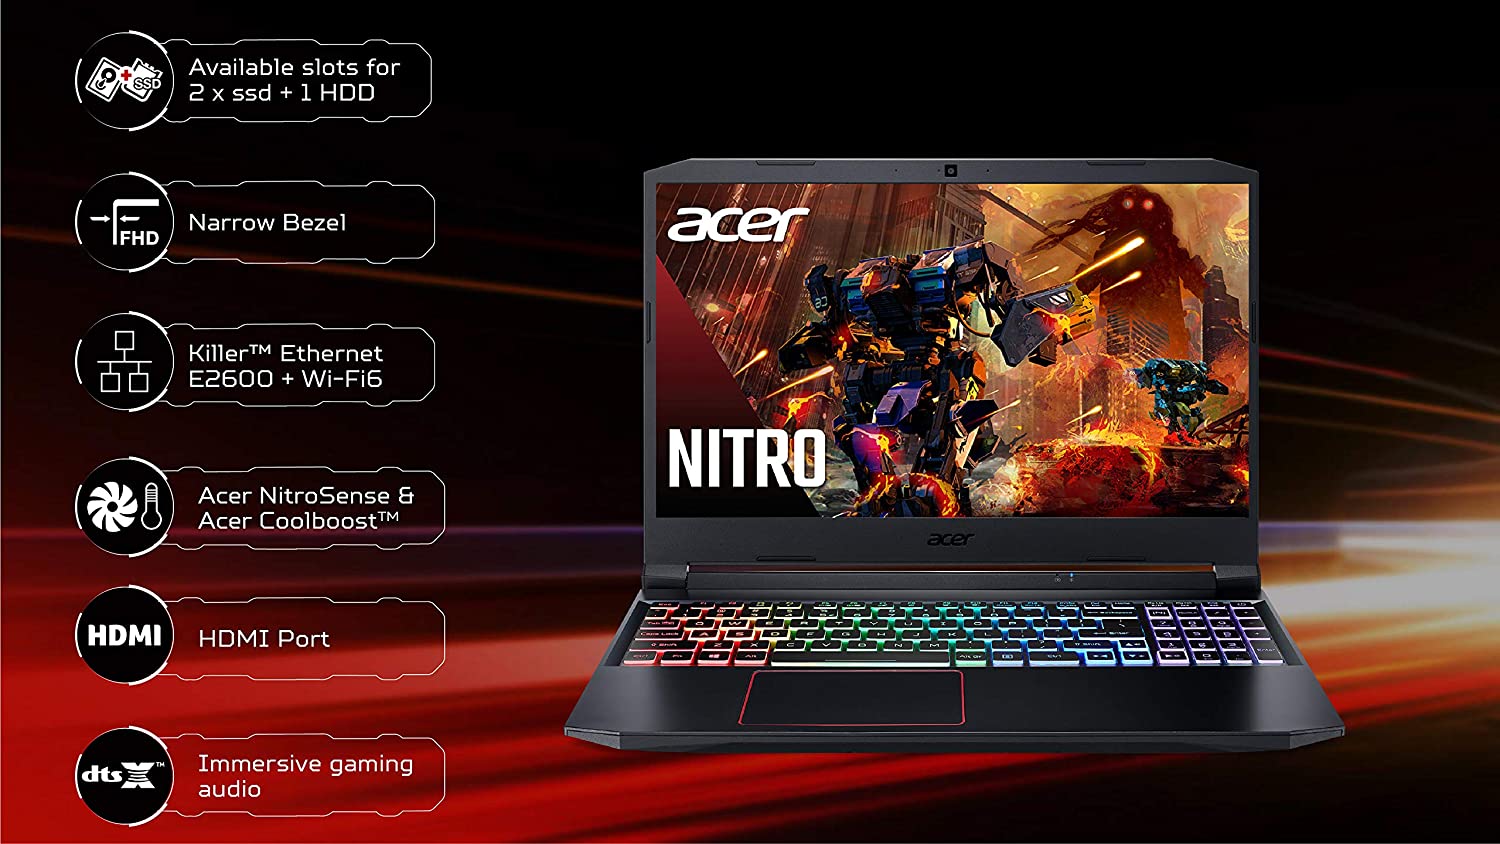 SSD
Available slots for
2 x ssd + 1 HDD
FHD
Narrow Bezel
Killer™ Ethernet
E2600 + Wi-Fi6
Acer NitroSense &
Acer Coolboost™
HDMI
HDMI Port
dts X™
Immersive gaming
audio
acer
NITRO
acer